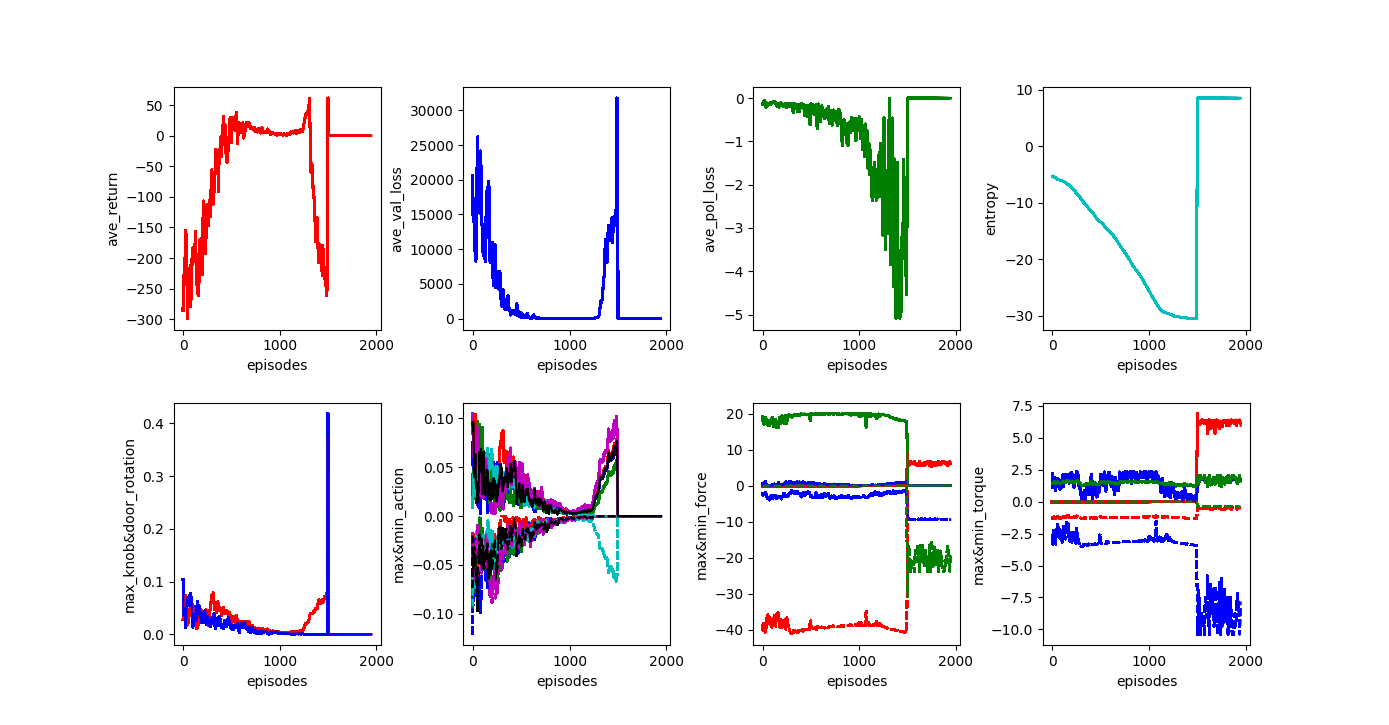 ave_return
50
0
−50
−100
−150
−200
−250
−300
0 1000 2000
episodes
ave_val_loss
30000
25000
20000
15000
10000
5000
0
0 1000 2000
episodes
ave_pol_loss
0
−1
−2
−3
−4
−5
0 1000 2000
episodes
entropy
10
0
−10
−20
−30
0 1000 2000
episodes
max_knob&door_rotation
0.4
0.3
0.2
0.1
0.0
0 1000 2000
episodes
max&min_action
0.10
0.05
0.00
−0.05
−0.10
0 1000 2000
episodes
max&min_force
20
10
0
−10
−20
−30
−40
0 1000 2000
episodes
max&min_torque
7.5
5.0
2.5
0.0
−2.5
−5.0
−7.5
−10.0
0 1000 2000
episodes